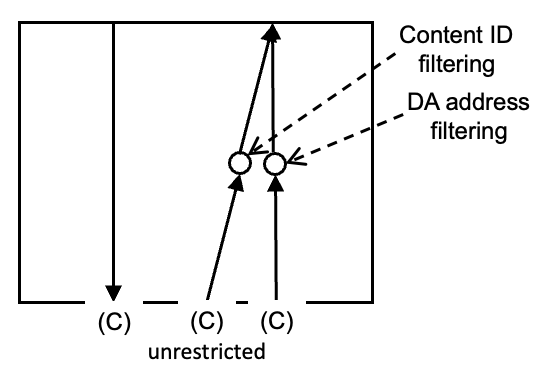 Content ID
filtering
DA address
filtering
(C) (C) (C)
unrestricted